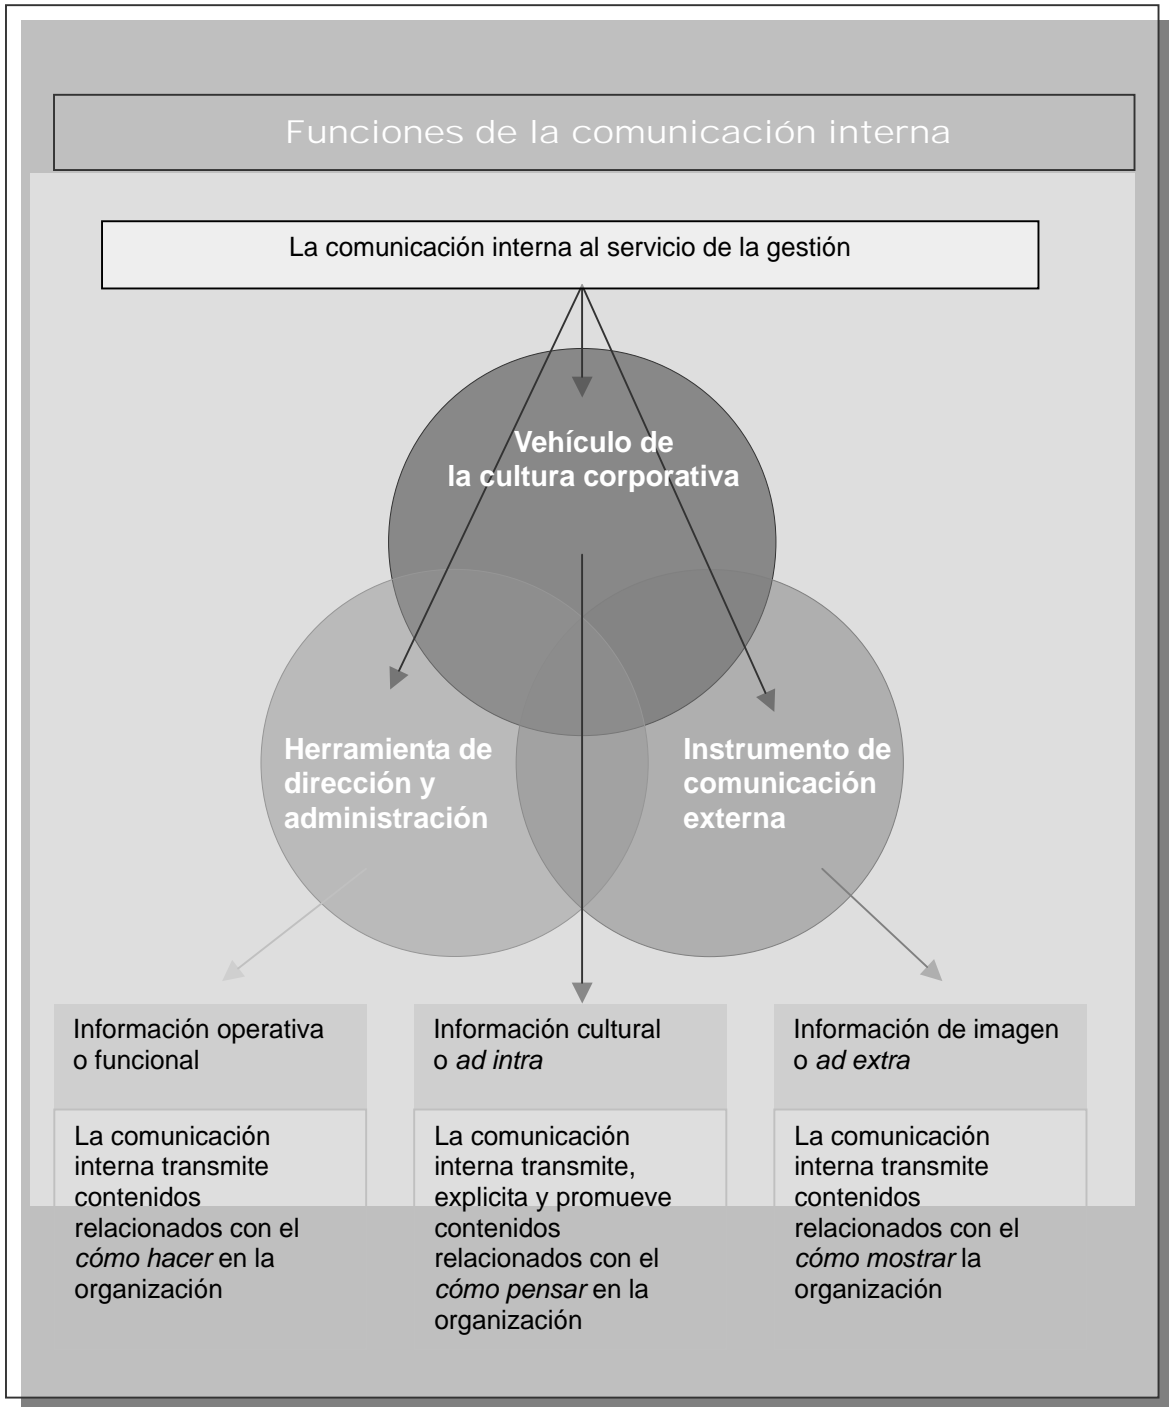 Funciones de la comunicación interna
La comunicación interna al servicio de la gestión
Vehículo de
la cultura corporativa
Herramienta de
dirección y
administración
Instrumento de
comunicación
externa
Información operativa
o funcional
La comunicación
interna transmite
contenidos
relacionados con el
cómo hacer en la
organización
Información cultural
o ad intra
La comunicación
interna transmite,
explicita y promueve
contenidos
relacionados con el
cómo pensar en la
organización
Información de imagen
o ad extra
La comunicación
interna transmite
contenidos
relacionados con el
cómo mostrar la
organización